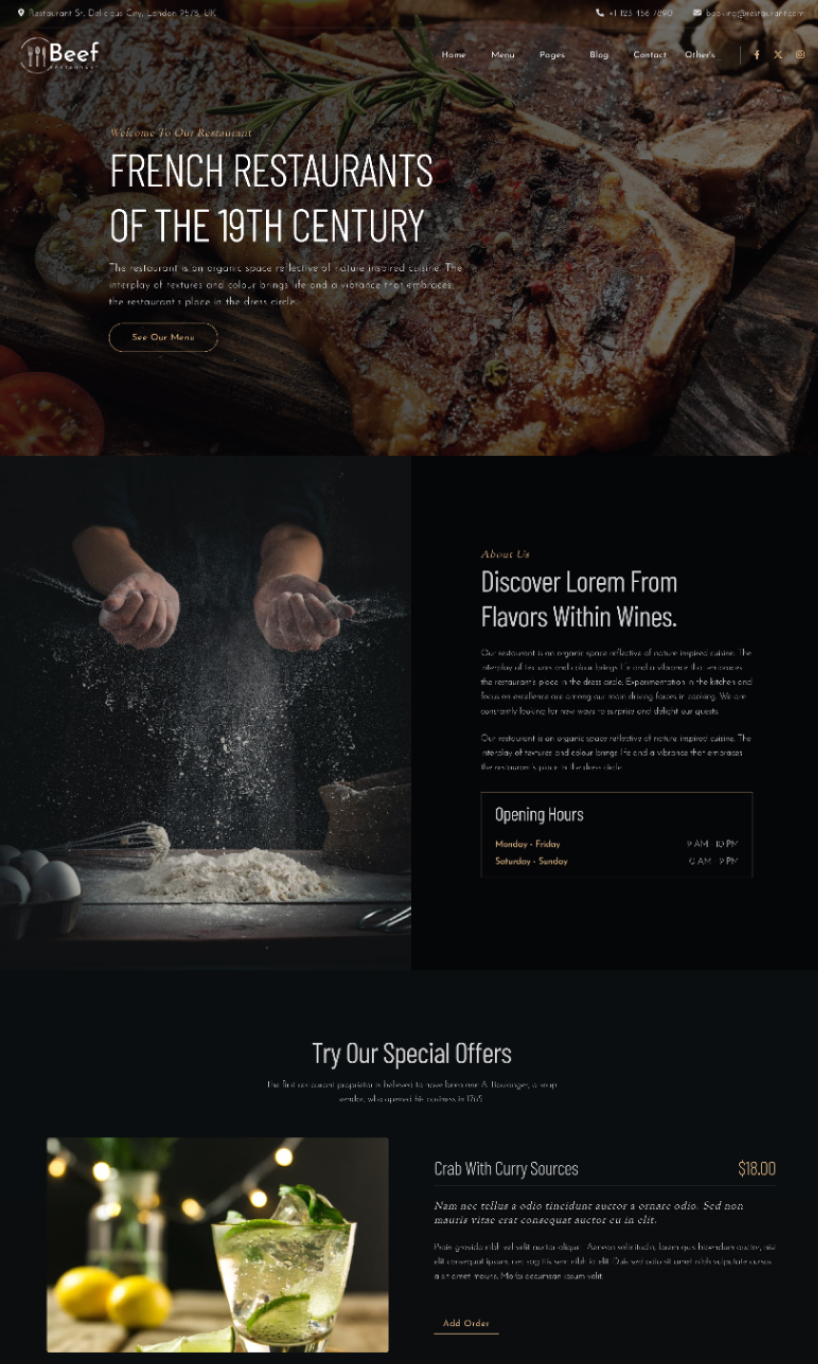 Restaurant St, Delicious City, London 9578, UK
+1 123 456 7890
booking@restaurant.com
Beef
Home Menu Pages Blog Contact Other's
Welcome To Our Restaurant
FRENCH RESTAURANTS
OF THE 19TH CENTURY
The restaurant is an organic space reflective of nature inspired cuisine. The
interplay of textures and colour brings life and a vibrance that embraces
the restaurant's place in the dress circle.
See Our Menu
About Us
Discover Lorem From
Flavors Within Wines.
Our restaurant is an organic space reflective of nature inspired cuisine. The
interplay of textures and colour brings life and a vibrance that embraces
the restaurant's place in the dress circle. Experimentation in the kitchen and
focus on excellence are among our main driving forces in cooking. We are
constantly looking for new ways to surprise and delight our guests.
Our restaurant is an organic space reflective of nature inspired cuisine. The
interplay of textures and colour brings life and a vibrance that embraces
the restaurant's place in the dress circle.
Opening Hours
Monday - Friday 9 AM - 10 PM
Saturday - Sunday AM - 9 PM
Try Our Special Offers
The first restaurant proprietor is believed to have been one A. Boulanger, a soup
vendor, who opened his business in 1765.
Crab With Curry Sources $18.00
Nam nec tellus a odio tincidunt auctor a ornare odio. Sed non
mauris vitae erat consequat auctor eu in elit.
Proin gravida nibh vel velit auctor aliquet. Aenean sollicitudin, lorem quis bibendum auctor, nisi
elit consequat ipsum, nec sagittis sem nibh id elit. Duis sed odio sit amet nibh vulputate cursus
a sit amet mauris. Morbi accumsan ipsum velit.
Add Order